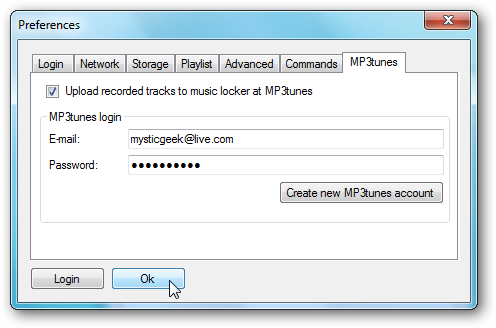 Preferences
Login Network Storage Playlist Advanced Commands MP3tunes
Upload recorded tracks to music locker at MP3tunes
MP3tunes login
E-mail: mysticgeek@live.com
Password: ••••••••••
Create new MP3tunes account
Login Ok